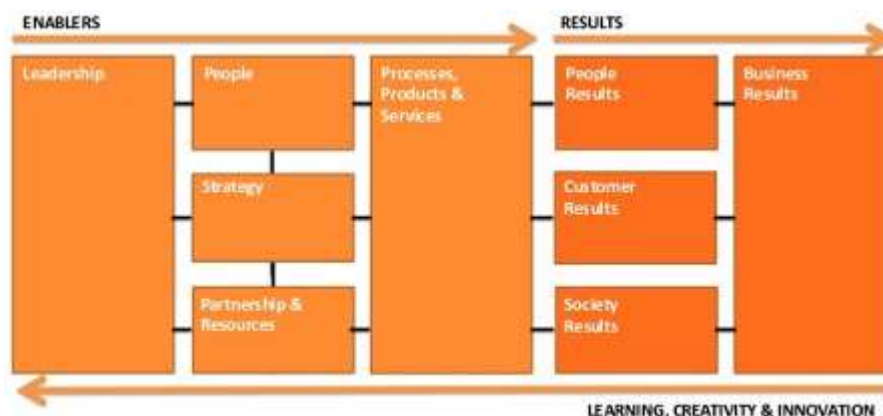 ENABLERS
RESULTS
Leadership
People
Processes,
Products &
Services
People
Results
Business
Results
Strategy
Customer
Results
Partnership &
Resources
Society
Results
LEARNING, CREATIVITY & INNOVATION